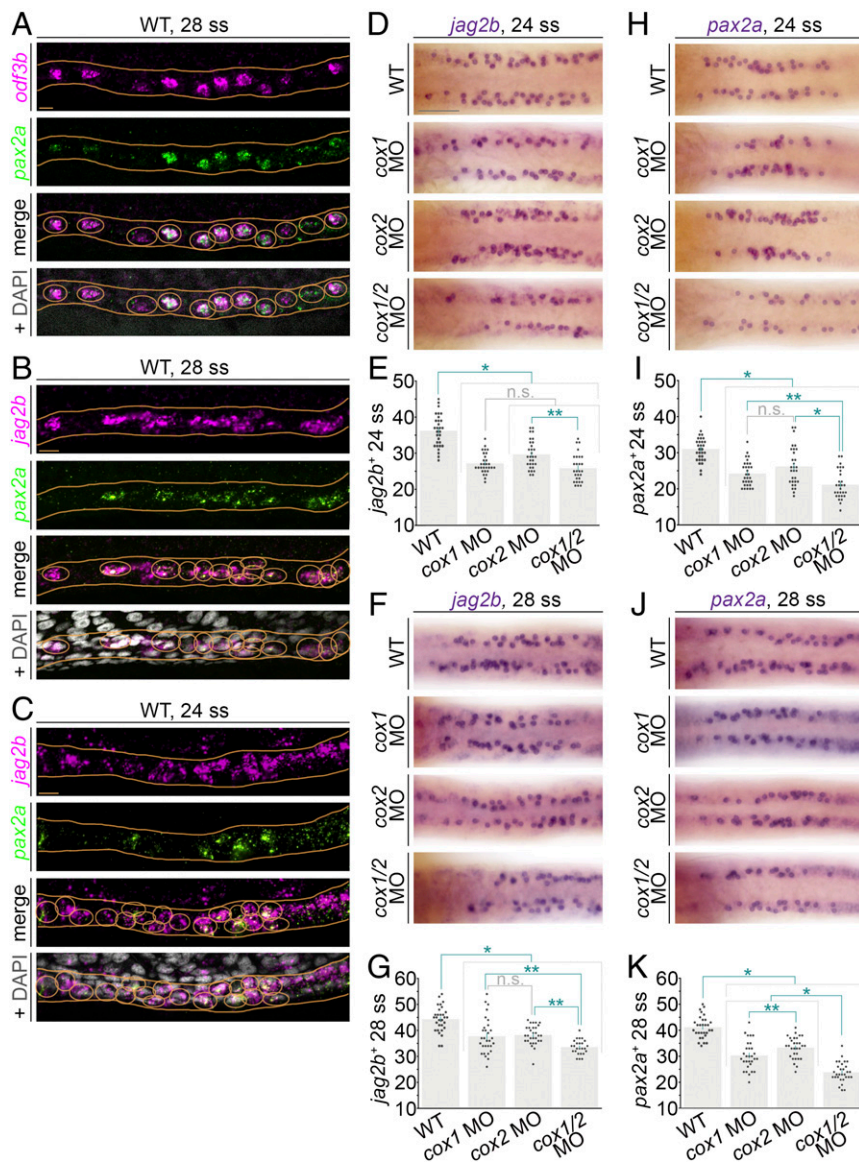 A
WT, 28 ss
odf3b
pax2a
merge
+ DAPI
B
WT, 28 ss
jag2b
pax2a
merge
+ DAPI
C
WT, 24 ss
jag2b
pax2a
merge
+ DAPI
D
jag2b, 24 ss
WT
cox1
MO
cox2
MO
cox1/2
MO
E
50
40
30
20
10
jag2b+ 24 ss
*
n.s.
**
WT
cox1 MO
cox2 MO
cox1/2
MO
F
jag2b, 28 ss
WT
cox1
MO
cox2
MO
cox1/2
MO
G
60
50
40
30
20
10
jag2b+ 28 ss
*
**
n.s.
**
WT
cox1 MO
cox2 MO
cox1/2
MO
H
pax2a, 24 ss
WT
cox1
MO
cox2
MO
cox1/2
MO
I
50
40
30
20
10
pax2a+ 24 ss
*
**
n.s.
*
WT
cox1 MO
cox2 MO
cox1/2
MO
J
pax2a, 28 ss
WT
cox1
MO
cox2
MO
cox1/2
MO
K
60
50
40
30
20
10
pax2a+ 28 ss
*
*
**
WT
cox1 MO
cox2 MO
cox1/2
MO